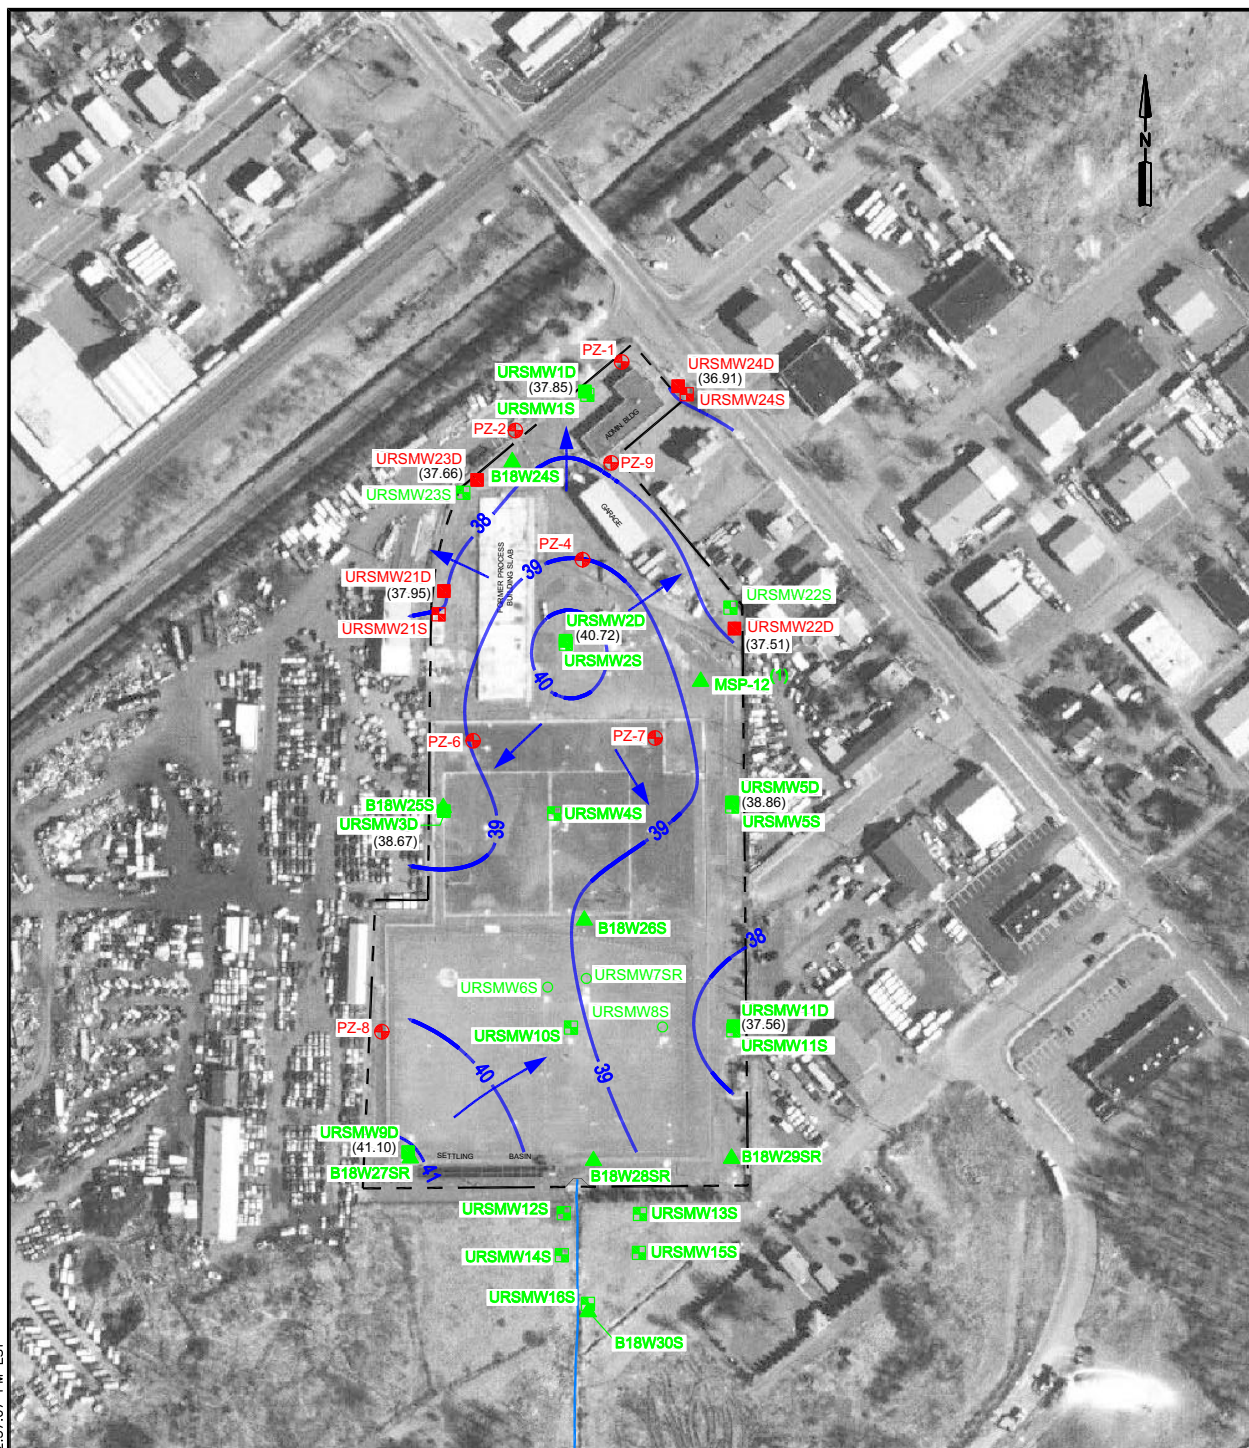 N
PZ-1
URSMW24D
(36.91)
URSMW24S
URSMW1D
(37.85)
URSMW1S
ADMN. BLDG
PZ-2
URSMW23D
(37.66)
URSMW23S
B18W24S
PZ-9
GARAGE
38
PZ-4
39
FORMER PROCESS
BUILDING SLAB
URSMW21D
(37.95)
URSMW21S
URSMW22S
URSMW22D
(37.51)
URSMW2D
(40.72)
URSMW2S
40
MSP-12
PZ-6
PZ-7
B18W25S
URSMW3D
(38.67)
URSMW4S
URSMW5D
(38.86)
URSMW5S
39
39
B18W26S
38
URSMW6S
URSMW7SR
URSMW8S
PZ-8
URSMW10S
URSMW11D
(37.56)
URSMW11S
40
39
URSMW9D
(41.10)
B18W27SR
41
SETTLING
BASIN
B18W28SR
B18W29SR
URSMW12S
URSMW13S
URSMW14S
URSMW15S
URSMW16S
B18W30S